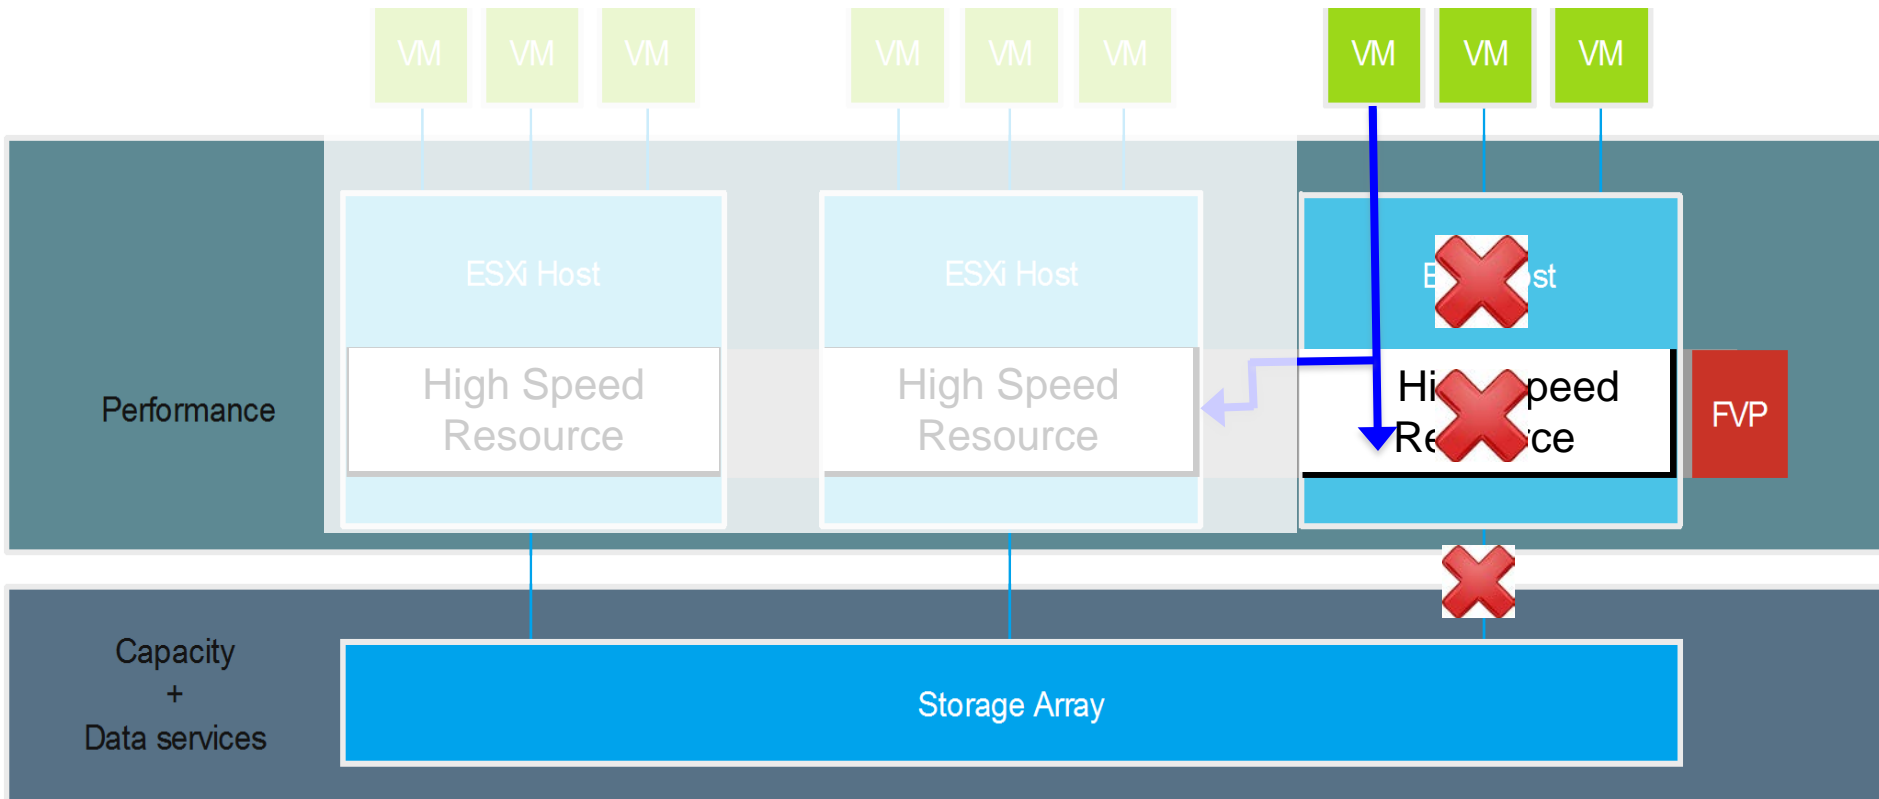 VM VM VM VM VM VM VM VM VM
ESXi Host ESXi Host
High Speed
Resource
High Speed
Resource
Performance
FVP
Capacity
+
Data services
Storage Array